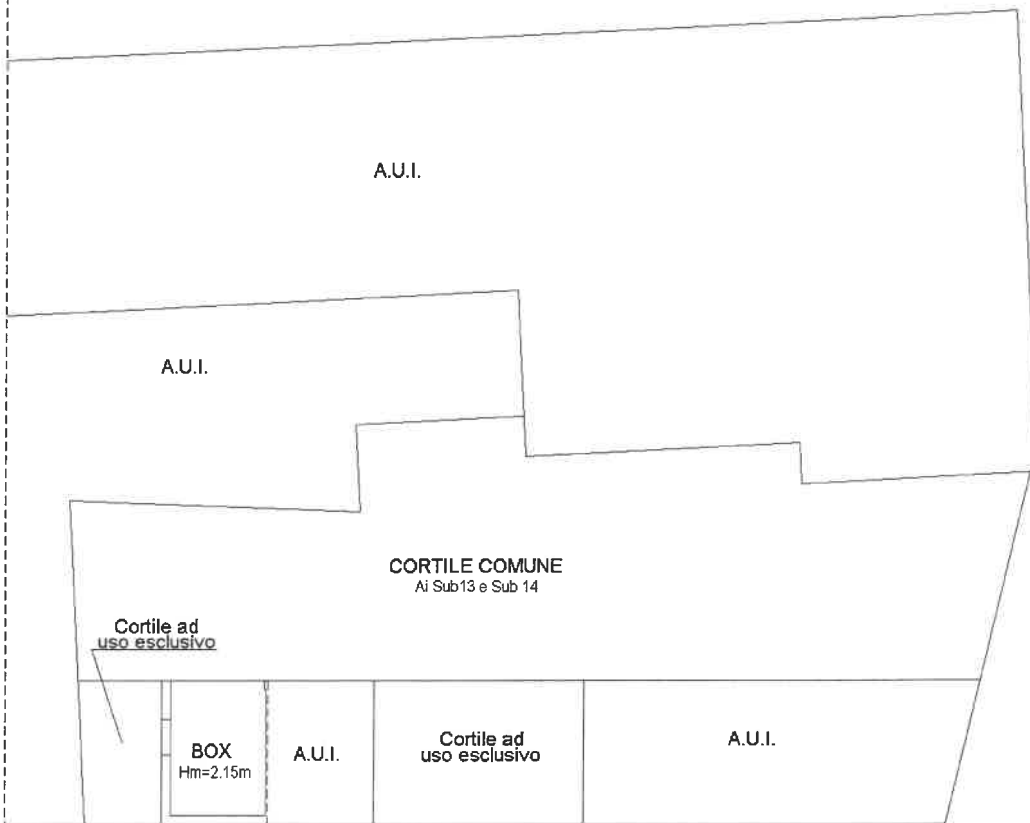 A.U.I.
A.U.I.
CORTILE COMUNE
Ai Sub13 e Sub 14
Cortile ad
uso esclusivo
BOX
Hm=2.15m
A.U.I.
Cortile ad
uso esclusivo
A.U.I.